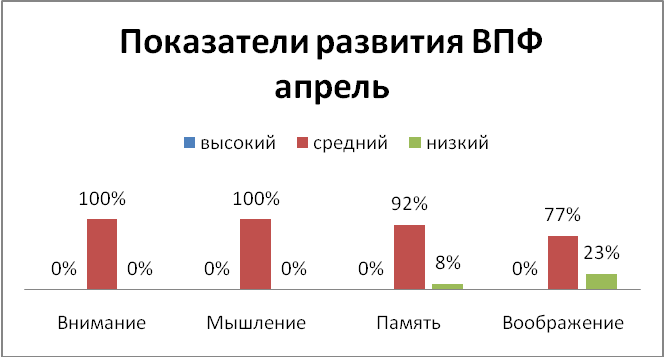 Показатели развития ВПФ
апрель
высокий средний низкий
100% 100% 92% 77%
0% 0% 0% 0% 0% 8% 0% 23%
Внимание Мышление Память Воображение